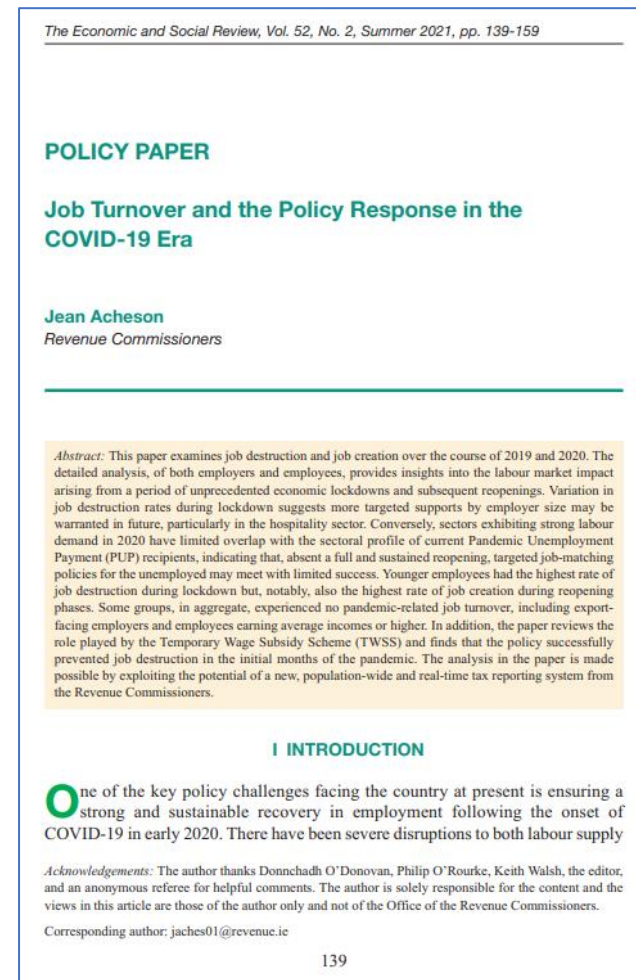 The Economic and Social Review, Vol. 52, No. 2, Summer 2021, pp. 139-159
POLICY PAPER
Job Turnover and the Policy Response in the
COVID-19 Era
Jean Acheson
Revenue Commissioners
Abstract: This paper examines job destruction and job creation over the course of 2019 and 2020. The
detailed analysis, of both employers and employees, provides insights into the labour market impact
arising from a period of unprecedented economic lockdowns and subsequent reopenings. Variation in
job destruction rates during lockdown suggests more targeted supports by employer size may be
warranted in future, particularly in the hospitality sector. Conversely, sectors exhibiting strong labour
demand in 2020 have limited overlap with the sectoral profile of current Pandemic Unemployment
Payment (PUP) recipients, indicating that, absent a full and sustained reopening, targeted job-matching
policies for the unemployed may meet with limited success. Younger employees had the highest rate of
job destruction during lockdown but, notably, also the highest rate of job creation during reopening
phases. Some groups, in aggregate, experienced no pandemic-related job turnover, including export-
facing employers and employees earning average incomes or higher. In addition, the paper reviews the
role played by the Temporary Wage Subsidy Scheme (TWSS) and finds that the policy successfully
prevented job destruction in the initial months of the pandemic. The analysis in the paper is made
possible by exploiting the potential of a new, population-wide and real-time tax reporting system from
the Revenue Commissioners.
I INTRODUCTION
One of the key policy challenges facing the country at present is ensuring a
strong and sustainable recovery in employment following the onset of
COVID-19 in early 2020. There have been severe disruptions to both labour supply
Acknowledgements: The author thanks Donnchadh O’Donovan, Philip O’Rourke, Keith Walsh, the editor,
and an anonymous referee for helpful comments. The author is solely responsible for the content and the
views in this article are those of the author only and not of the Office of the Revenue Commissioners.
Corresponding author: jaches01@revenue.ie
139